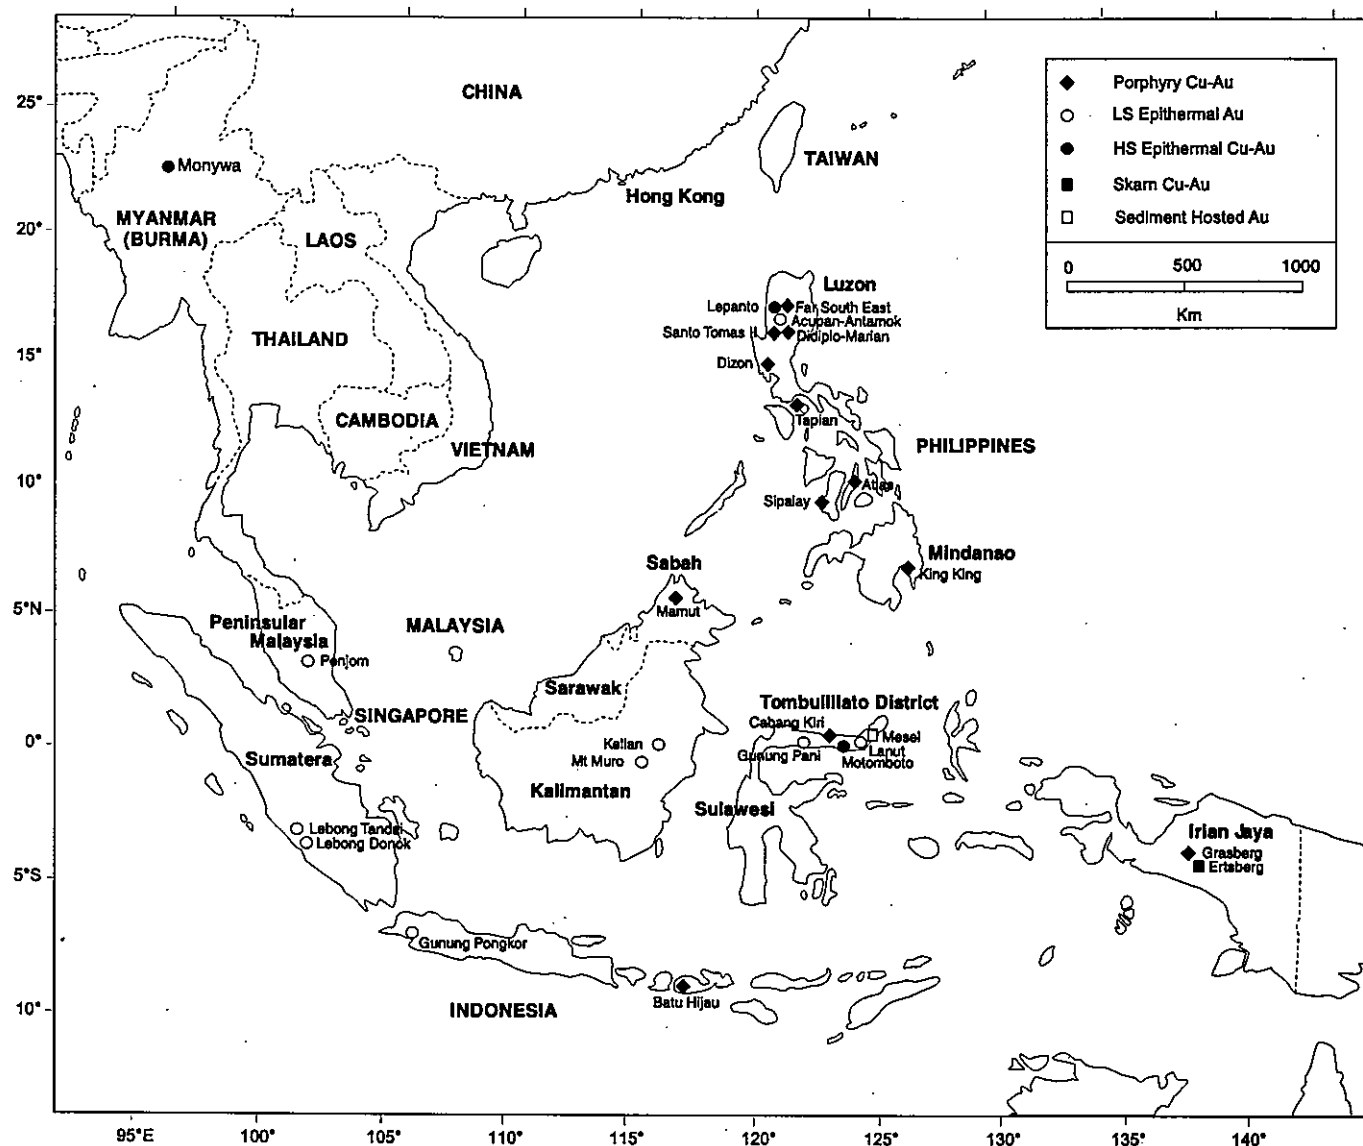 CHINA
25°
Monywa
TAIWAN
Hong Kong
MYANMAR
(BURMA)
20°
LAOS
Porphyry Cu-Au
LS Epithermal Au
HS Epithermal Cu-Au
Skarn Cu-Au
Sediment Hosted Au
0 500 1000
Km
Luzon
Lepanto
Far South East
Acupan-Antamok
Santo Tomas II
Didipio-Marian
THAILAND
15°
Dizon
CAMBODIA
Tapian
VIETNAM
PHILIPPINES
10°
Atlas
Sipalay
Sabah
Mindanao
King King
Mamut
5°N
Peninsular
Malaysia
MALAYSIA
Penjom
Sarawak
SINGAPORE
Tombulilato District
Cabang Kiri
Mesel
0°
Kelian
Gunung Pani
Lanut
Motomboto
Sumatera
Mt Muro
Kalimantan
Sulawesi
Lebong Tandai
Lebong Donok
Irian Jaya
Grasberg
Ertsberg
5°S
Gunung Pongkor
Batu Hijau
INDONESIA
10°
95°E 100° 105° 110° 115° 120° 125° 130° 135° 140°